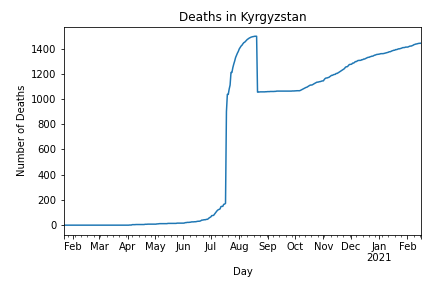 Deaths in Kyrgyzstan
Number of Deaths
1400
1200
1000
800
600
400
200
0
Feb Mar Apr May Jun Jul Aug Sep Oct Nov Dec Jan Feb
2021
Day